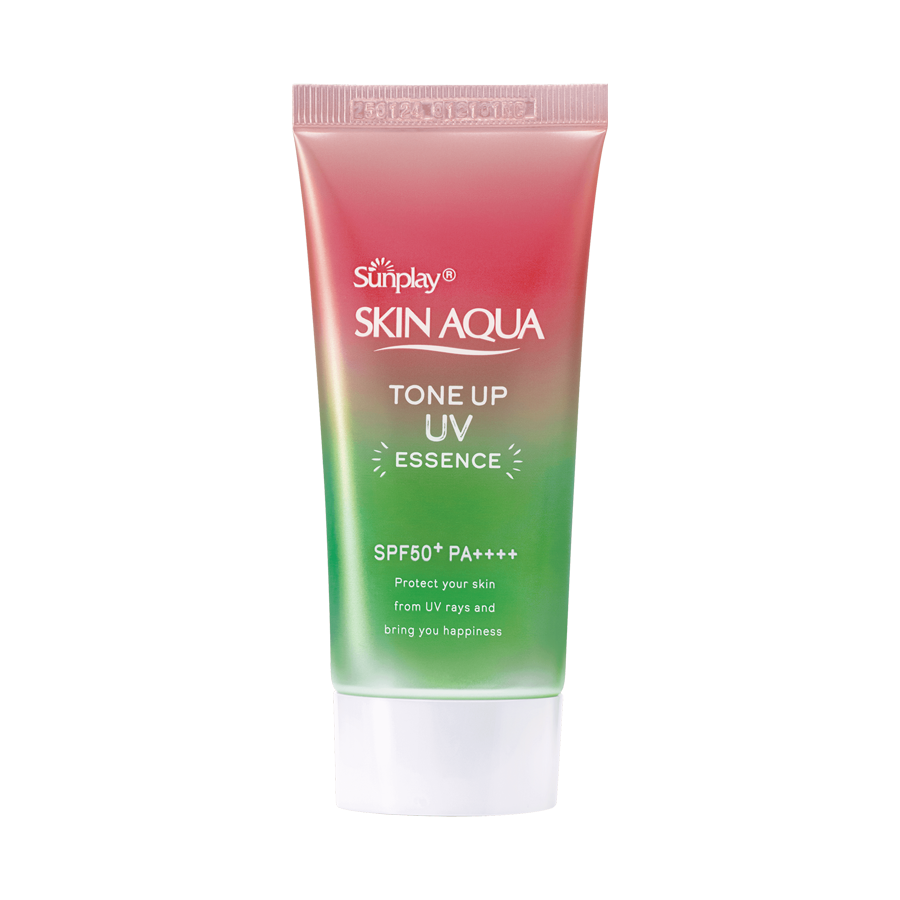 Sunplay®
SKIN AQUA
TONE UP
UV
ESSENCE
SPF50+ PA++++
Protect your skin
from UV rays and
bring you happiness